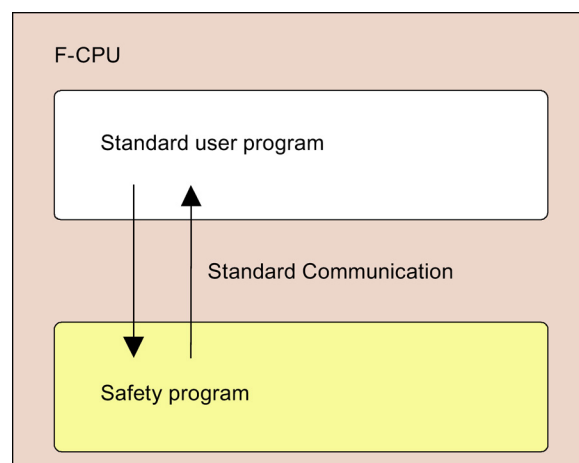 F-CPU
Standard user program
Standard Communication
Safety program